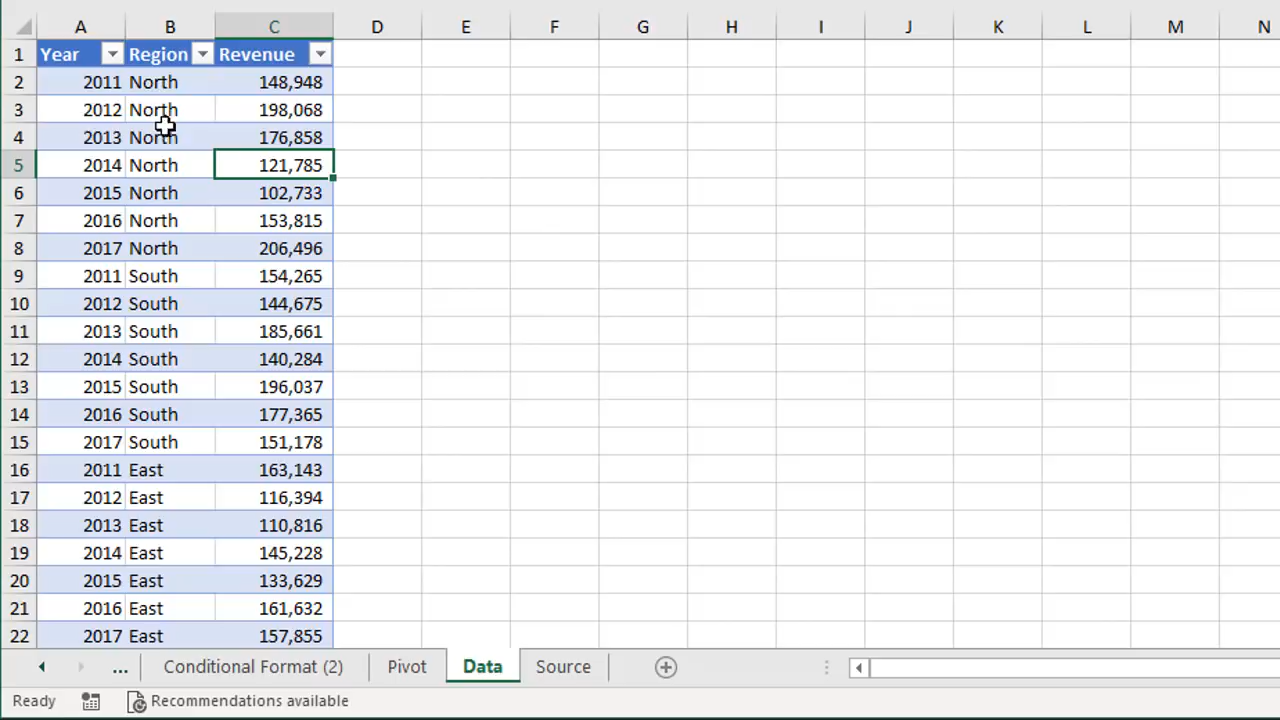 A B C D E F G H I J K L M N
1 Year Region Revenue
2 2011 North 148,948
3 2012 North 198,068
4 2013 North 176,858
5 2014 North 121,785
6 2015 North 102,733
7 2016 North 153,815
8 2017 North 206,496
9 2011 South 154,265
10 2012 South 144,675
11 2013 South 185,661
12 2014 South 140,284
13 2015 South 196,037
14 2016 South 177,365
15 2017 South 151,178
16 2011 East 163,143
17 2012 East 116,394
18 2013 East 110,816
19 2014 East 145,228
20 2015 East 133,629
21 2016 East 161,632
22 2017 East 157,855
... Conditional Format (2) Pivot Data Source
Ready Recommendations available